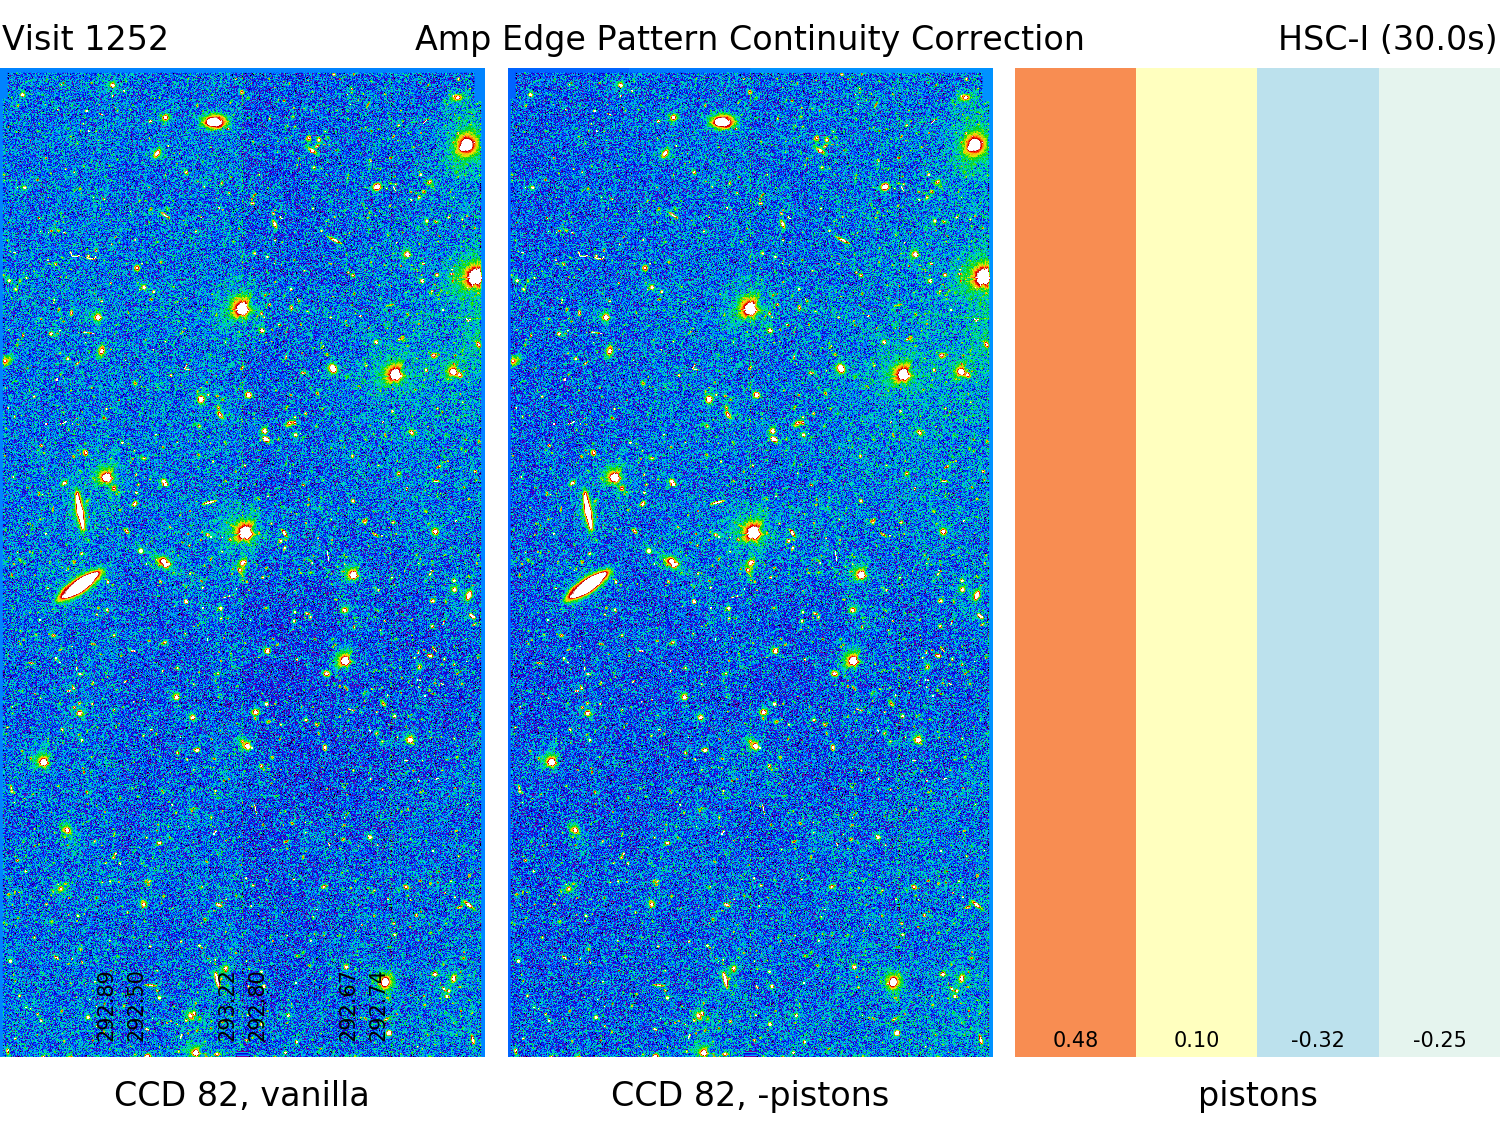 Visit 1252
Amp Edge Pattern Continuity Correction
HSC-I (30.0s)
292.89
292.50
293.22
292.80
292.67
292.74
0.48
0.10
-0.32
-0.25
CCD 82, vanilla
CCD 82, -pistons
pistons